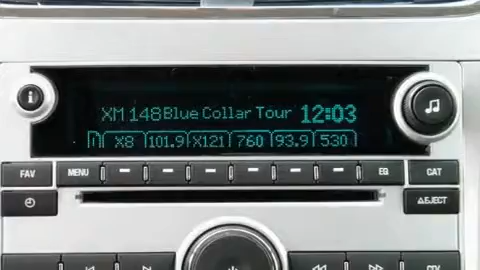 XM 148 Blue Collar Tour 12:03
1 X8 101.9 X121 760 93.9 530
FAV MENU EQ CAT
EJECT